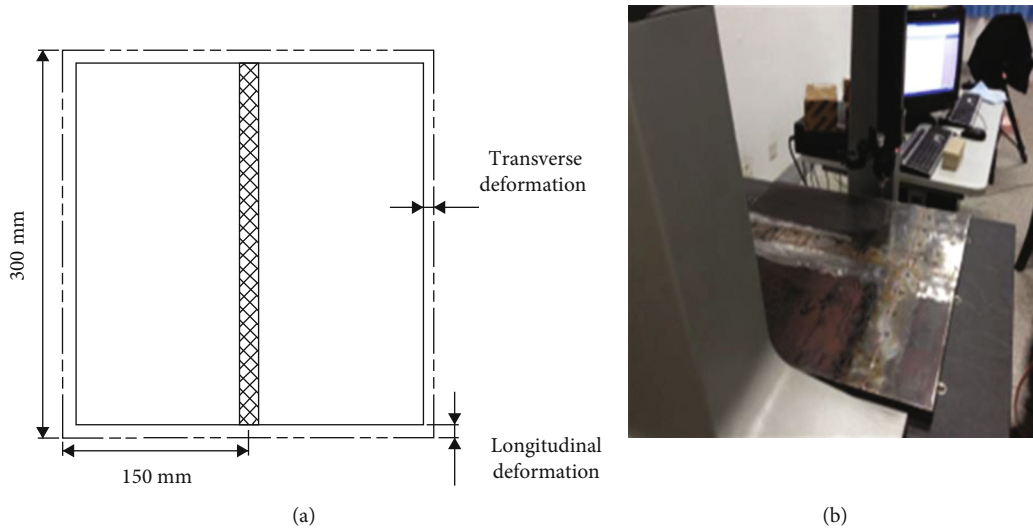 Transverse
deformation
300 mm
150 mm
Longitudinal
deformation
(a)
(b)